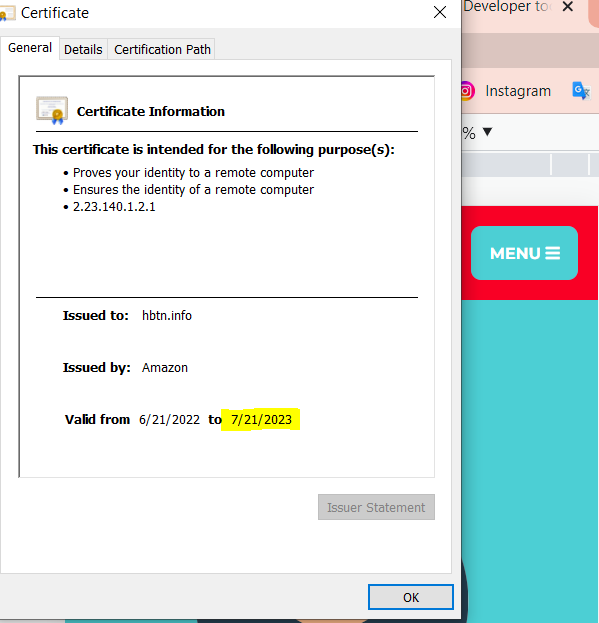 Certificate
Developer to
General Details Certification Path
Instagram
Certificate Information
% ▼
This certificate is intended for the following purpose(s):
• Proves your identity to a remote computer
• Ensures the identity of a remote computer
• 2.23.140.1.2.1
MENU
Issued to: hbtn.info
Issued by: Amazon
Valid from 6/21/2022 to 7/21/2023
Issuer Statement
OK